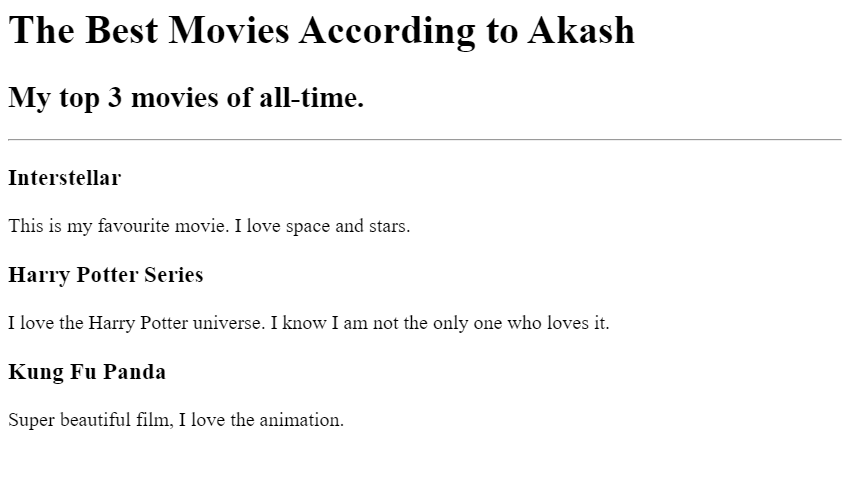 The Best Movies According to Akash
My top 3 movies of all-time.
Interstellar
This is my favourite movie. I love space and stars.
Harry Potter Series
I love the Harry Potter universe. I know I am not the only one who loves it.
Kung Fu Panda
Super beautiful film, I love the animation.